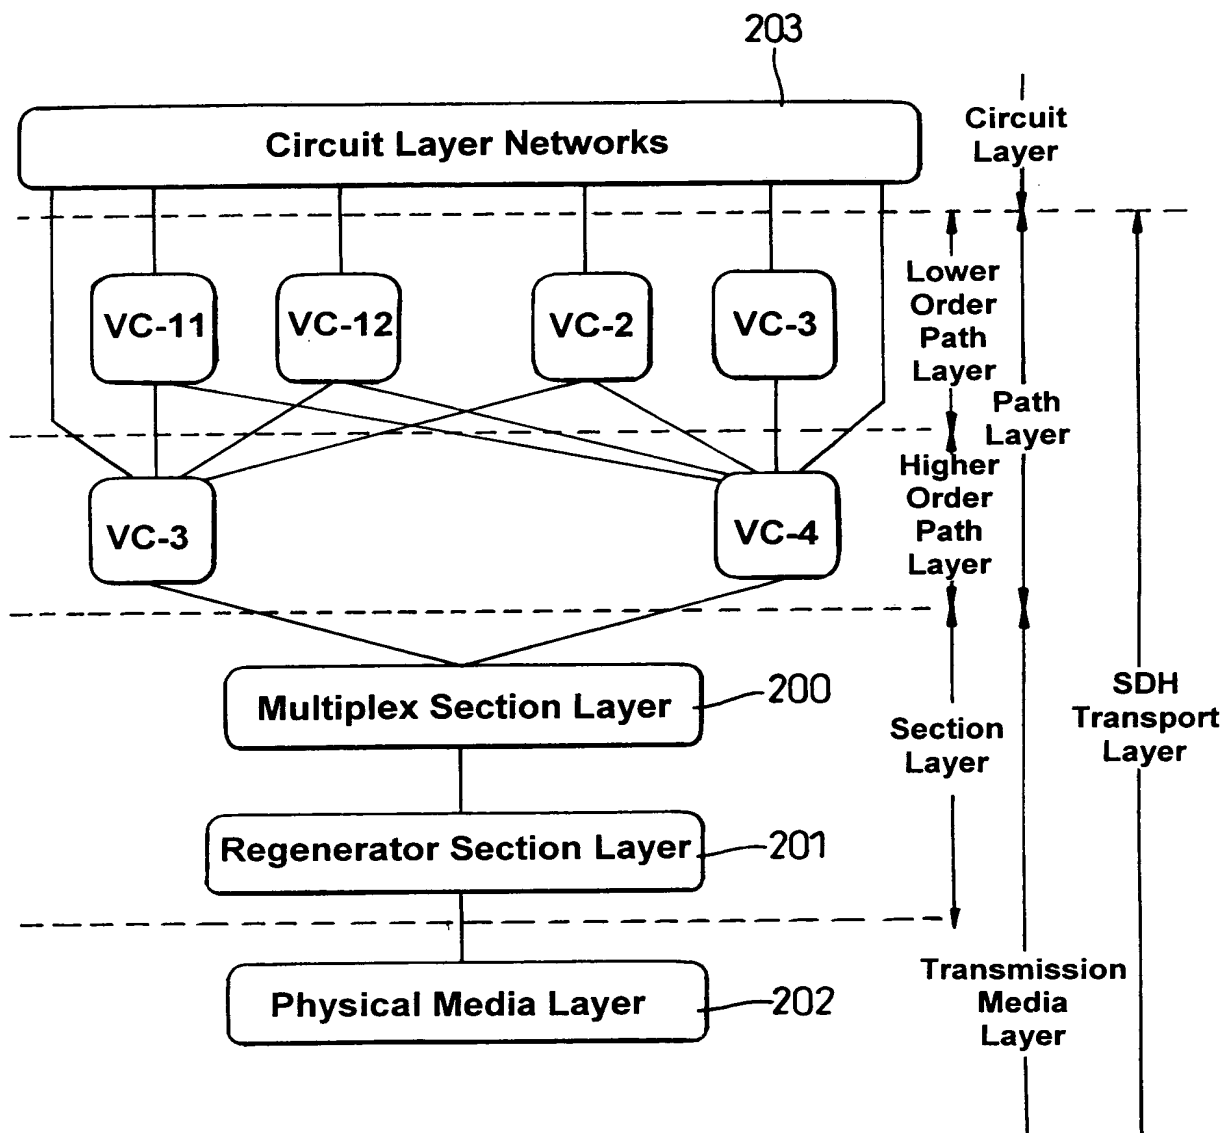 203
Circuit Layer Networks
Circuit
Layer
VC-11
VC-12
VC-2
VC-3
Lower
Order
Path
Layer
Path
Layer
VC-3
VC-4
Higher
Order
Path
Layer
Multiplex Section Layer
200
Section
Layer
SDH
Transport
Layer
Regenerator Section Layer
201
Physical Media Layer
202
Transmission
Media
Layer